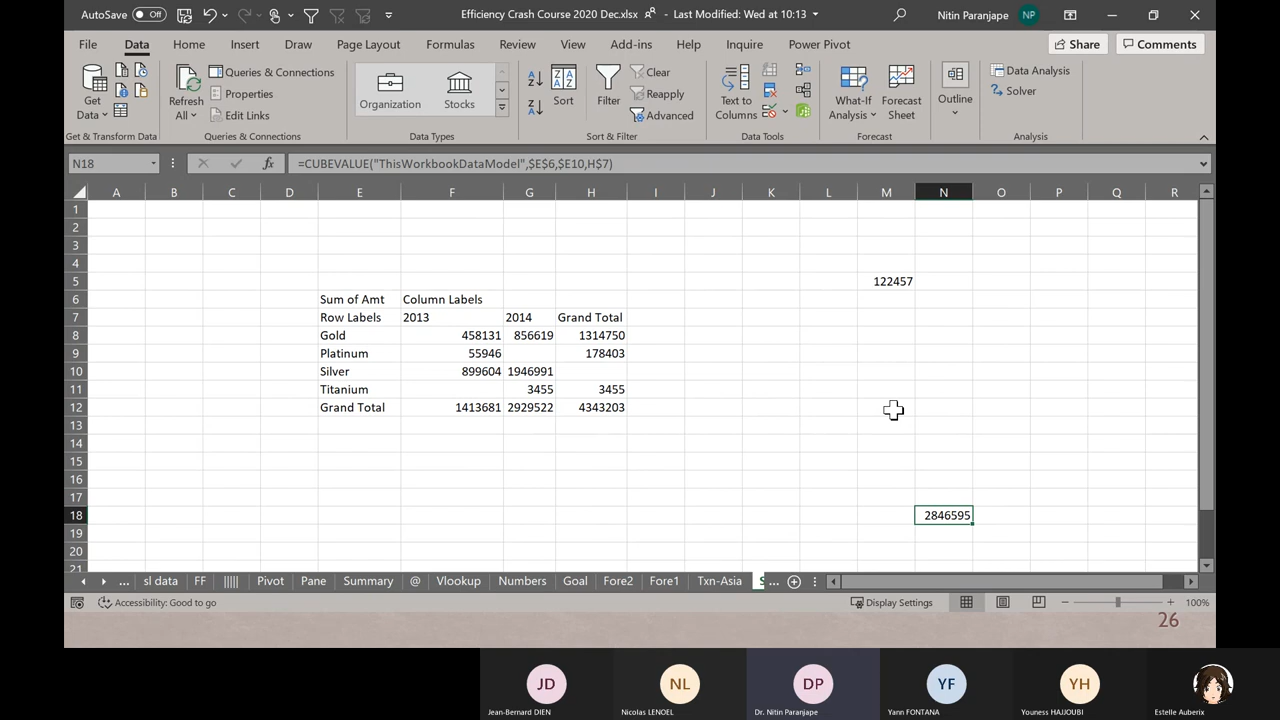 AutoSave Off
Efficiency Crash Course 2020 Dec.xlsx - Last Modified: Wed at 10:13
Nitin Paranjape NP
File Data Home Insert Draw Page Layout Formulas Review View Add-ins Help Inquire Power Pivot Share Comments
Get Data
Refresh All
Queries & Connections
Properties
Edit Links
Organization
Stocks
Sort
Filter
Clear
Reapply
Advanced
Text to Columns
What-If Analysis
Forecast Sheet
Outline
Data Analysis
Solver
Get & Transform Data Queries & Connections Data Types Sort & Filter Data Tools Forecast Analysis
N18 fx =CUBEVALUE("ThisWorkbookDataModel",$E$6,$E10,H$7)
A B C D E F G H I J K L M N O P Q R
1
2
3
4
5 122457
6 Sum of Amt Column Labels
7 Row Labels 2013 2014 Grand Total
8 Gold 458131 856619 1314750
9 Platinum 55946 178403
10 Silver 899604 1946991
11 Titanium 3455 3455
12 Grand Total 1413681 2929522 4343203
13
14
15
16
17
18 2846595
19
20
21
... sl data FF ||||| Pivot Pane Summary @ Vlookup Numbers Goal Fore2 Fore1 Txn-Asia S ...
Accessibility: Good to go Display Settings 100%
26
JD NL DP YF YH
Jean-Bernard DIEN Nicolas LENOEL Dr. Nitin Paranjape Yann FONTANA Youness HAJJOUBI Estelle Auberix